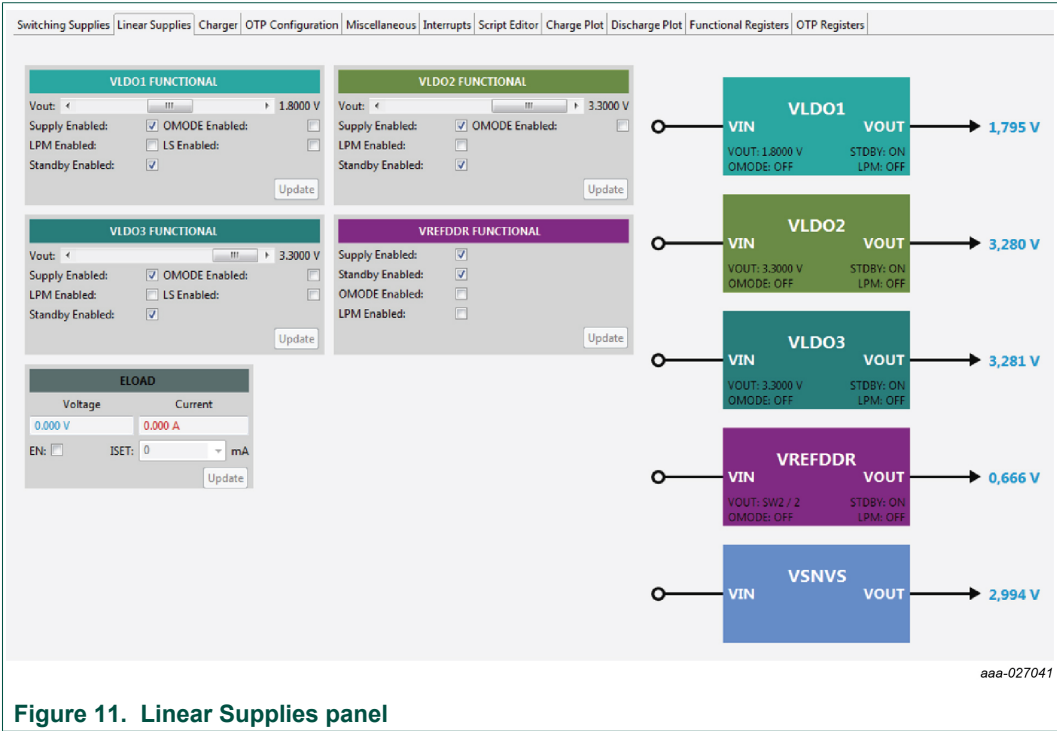 Switching Supplies Linear Supplies Charger OTP Configuration Miscellaneous Interrupts Script Editor Charge Plot Discharge Plot Functional Registers OTP Registers
VLDO1 FUNCTIONAL
Vout: 1.8000 V
Supply Enabled: OMODE Enabled:
LPM Enabled: LS Enabled:
Standby Enabled:
Update
VLDO2 FUNCTIONAL
Vout: 3.3000 V
Supply Enabled: OMODE Enabled:
LPM Enabled:
Standby Enabled:
Update
VLDO3 FUNCTIONAL
Vout: 3.3000 V
Supply Enabled: OMODE Enabled:
LPM Enabled: LS Enabled:
Standby Enabled:
Update
VREFDDR FUNCTIONAL
Supply Enabled:
Standby Enabled:
OMODE Enabled:
LPM Enabled:
Update
ELOAD
Voltage Current
0.000 V 0.000 A
EN: ISET: 0 mA
Update
VLDO1
VIN VOUT 1,795 V
VOUT: 1.8000 V STDBY: ON
OMODE: OFF LPM: OFF
VLDO2
VIN VOUT 3,280 V
VOUT: 3.3000 V STDBY: ON
OMODE: OFF LPM: OFF
VLDO3
VIN VOUT 3,281 V
VOUT: 3.3000 V STDBY: ON
OMODE: OFF LPM: OFF
VREFDDR
VIN VOUT 0,666 V
VOUT: SW2 / 2 STDBY: ON
OMODE: OFF LPM: OFF
VSNVS
VIN VOUT 2,994 V
aaa-027041
Figure 11. Linear Supplies panel